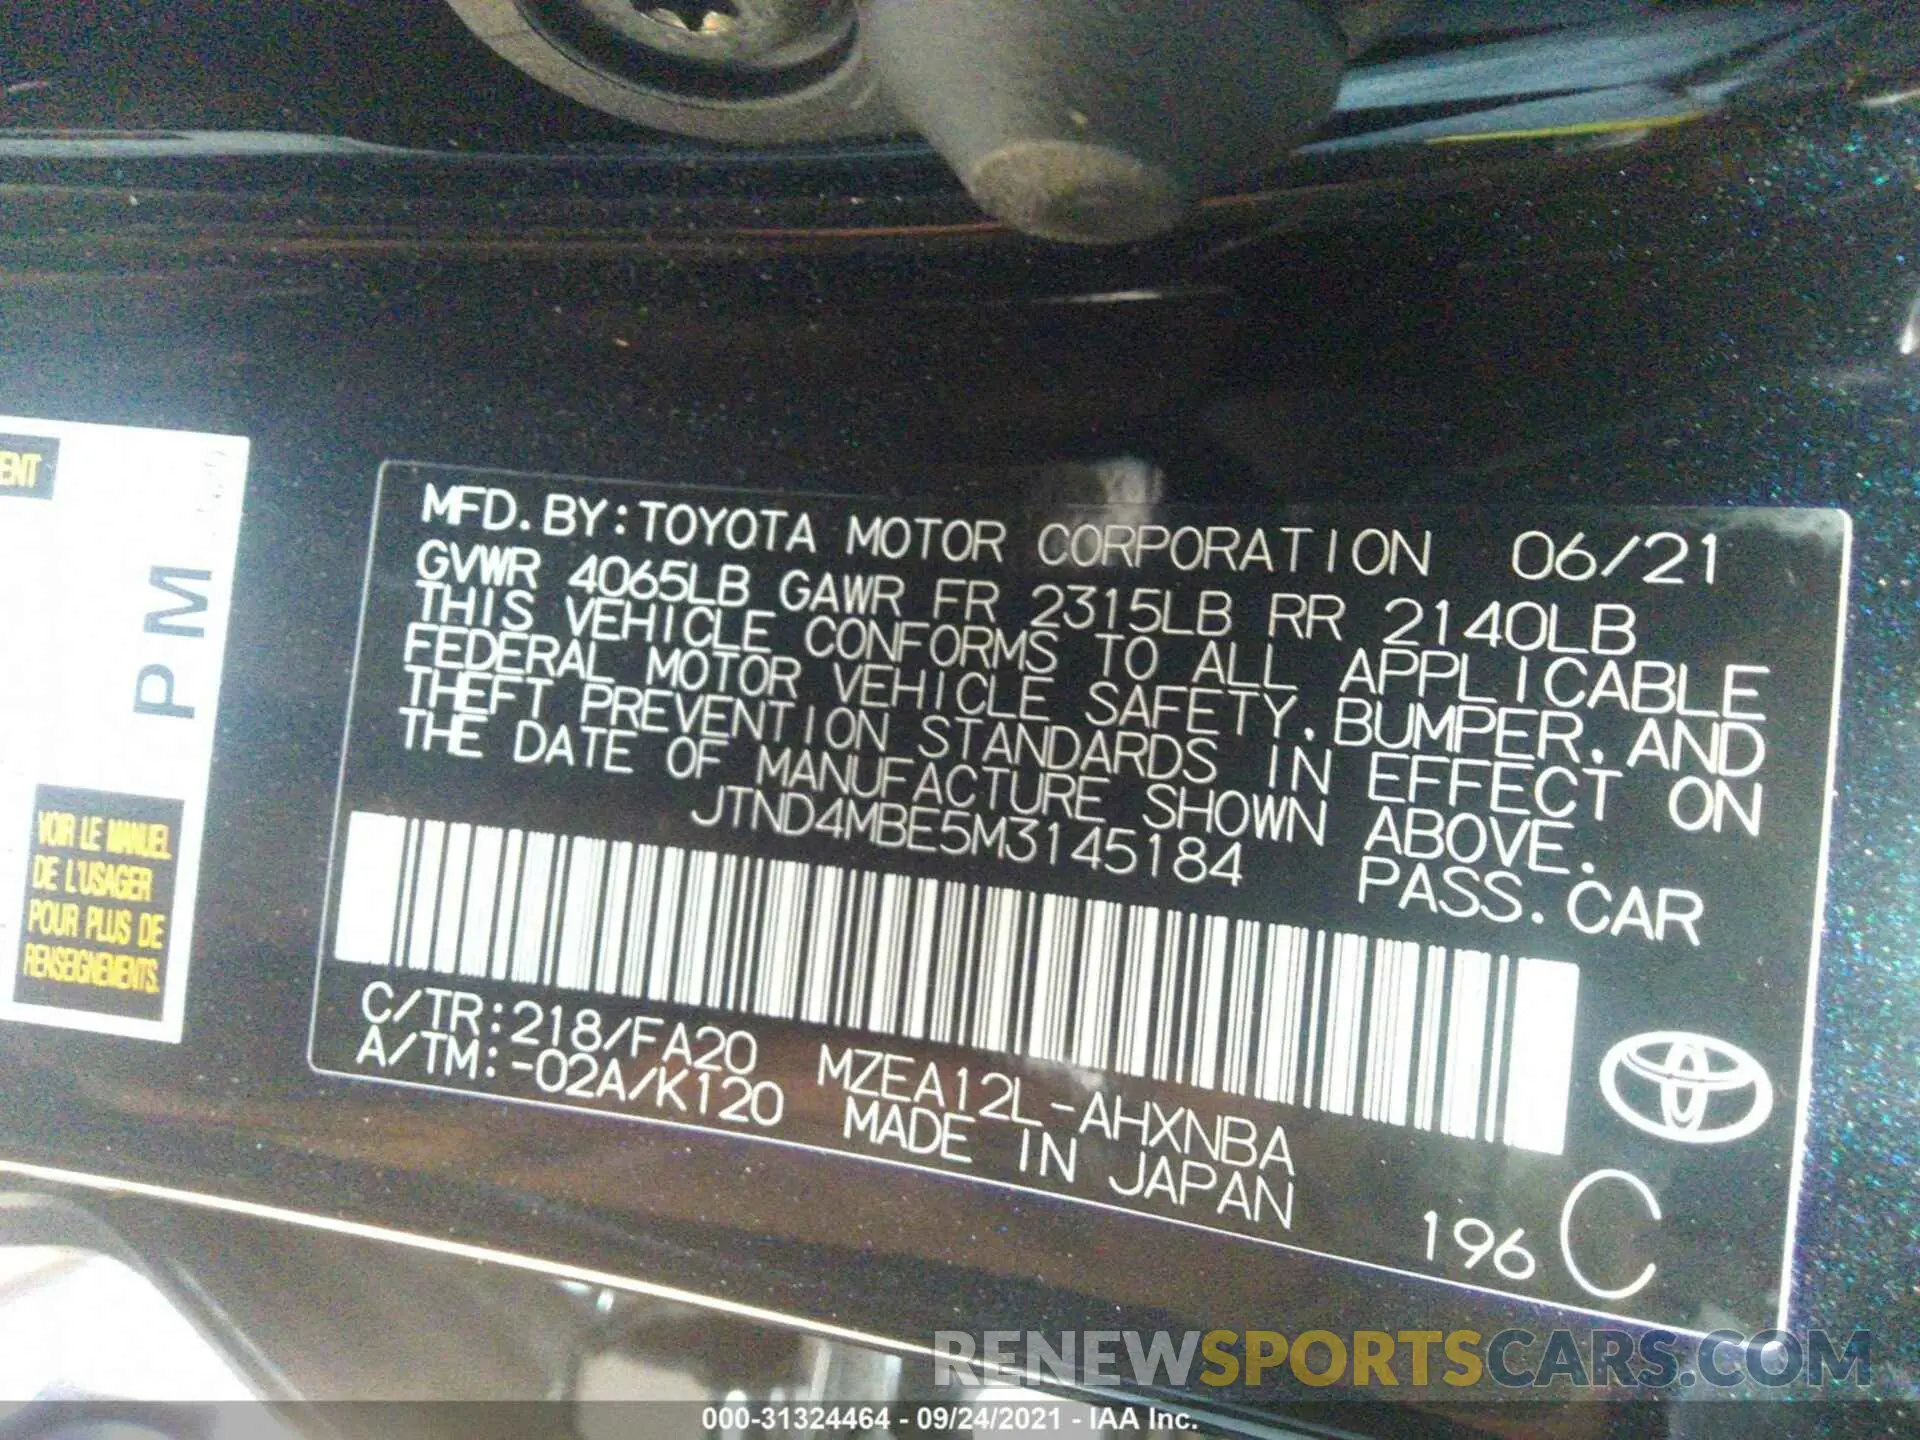 MFD. BY: TOYOTA MOTOR CORPORATION 06/21
GVWR 4065LB GAWR FR 2315LB RR 2140LB
THIS VEHICLE CONFORMS TO ALL APPLICABLE
FEDERAL MOTOR VEHICLE SAFETY, BUMPER, AND
THEFT PREVENTION STANDARDS IN EFFECT ON
THE DATE OF MANUFACTURE SHOWN ABOVE.
JTND4MBE5M3145184 PASS. CAR
C/TR: 218/FA20 MZEA12L-AHXNBA
A/TM: -02A/K120 MADE IN JAPAN
196 C
ENT
PM
VOIR LE MANUEL
DE L'USAGER
POUR PLUS DE
RENSEIGNEMENTS.
RENEWSPORTSCARS.COM
000-31324464 - 09/24/2021 - IAA Inc.